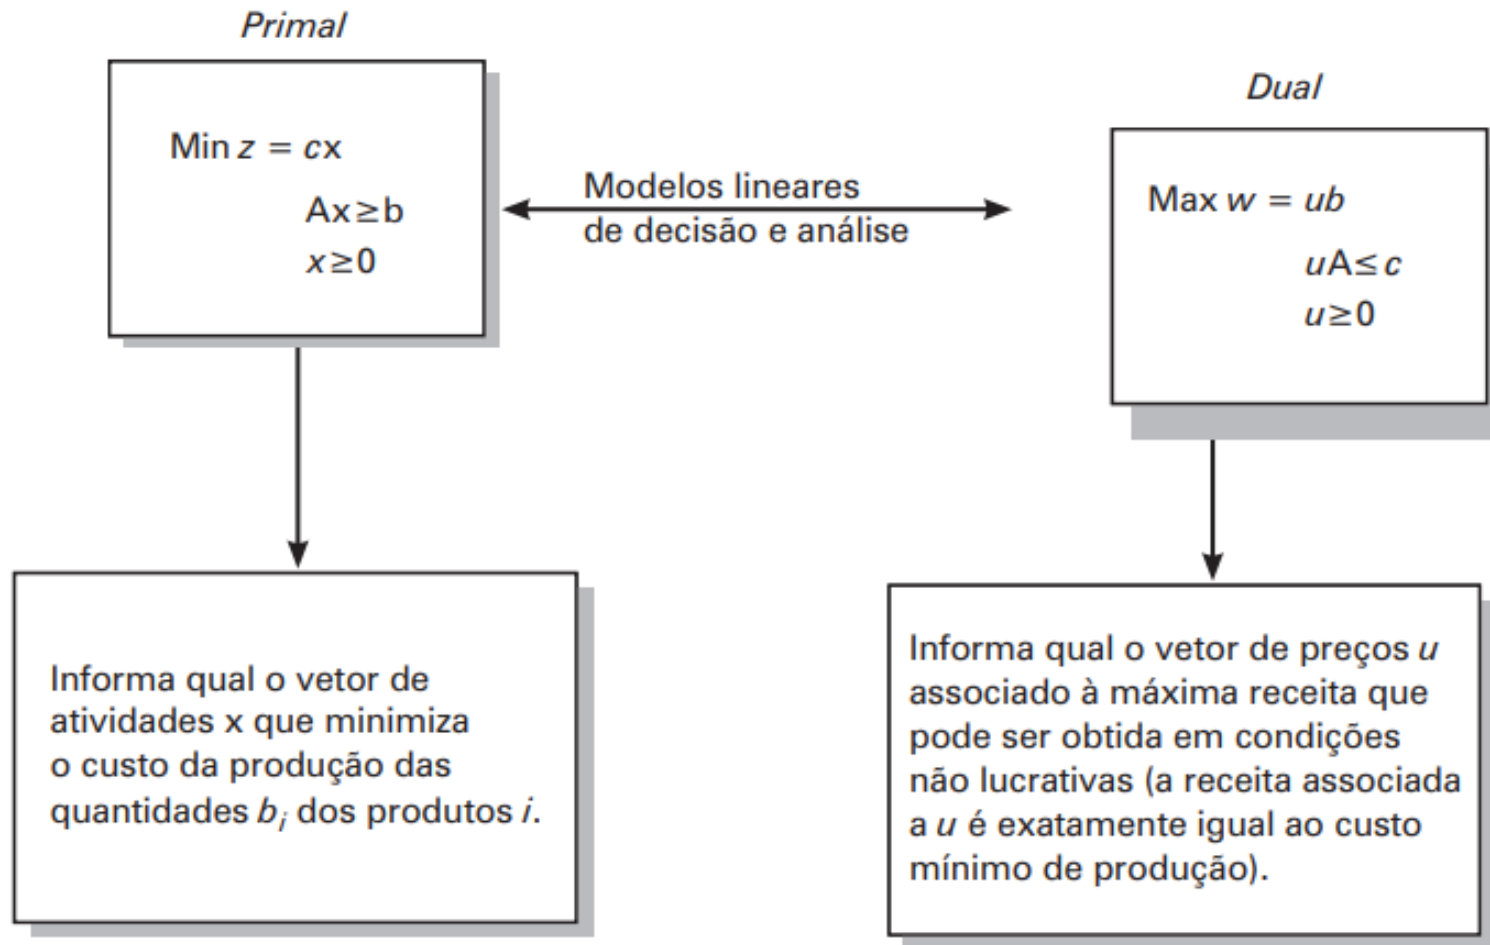 Primal
Min z = cx
Ax≥b
x≥0
Modelos lineares
de decisão e análise
Dual
Max w = ub
uA≤c
u≥0
Informa qual o vetor de
atividades x que minimiza
o custo da produção das
quantidades bᵢ dos produtos i.
Informa qual o vetor de preços u
associado à máxima receita que
pode ser obtida em condições
não lucrativas (a receita associada
a u é exatamente igual ao custo
mínimo de produção).